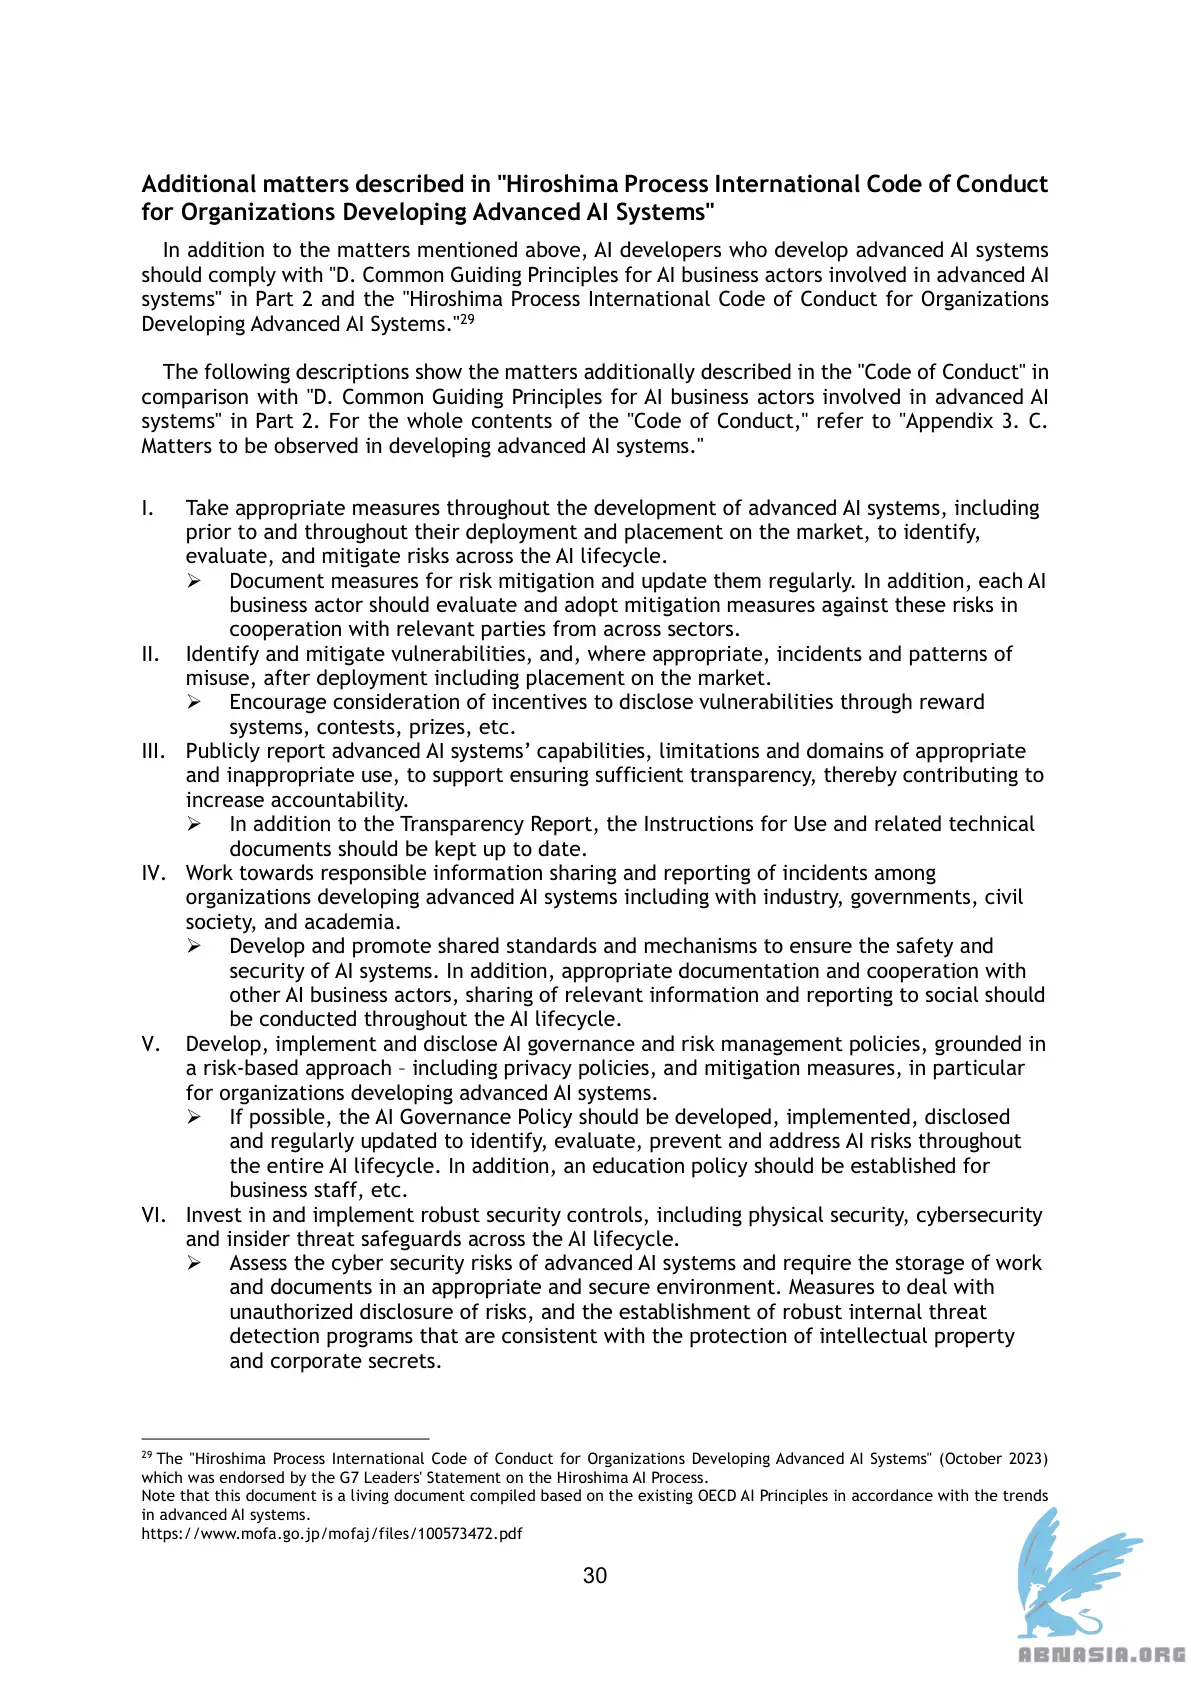 Additional matters described in "Hiroshima Process International Code of Conduct
for Organizations Developing Advanced AI Systems"
In addition to the matters mentioned above, AI developers who develop advanced AI systems
should comply with "D. Common Guiding Principles for AI business actors involved in advanced AI
systems" in Part 2 and the "Hiroshima Process International Code of Conduct for Organizations
Developing Advanced AI Systems."29
The following descriptions show the matters additionally described in the "Code of Conduct" in
comparison with "D. Common Guiding Principles for AI business actors involved in advanced AI
systems" in Part 2. For the whole contents of the "Code of Conduct," refer to "Appendix 3. C.
Matters to be observed in developing advanced AI systems."
I. Take appropriate measures throughout the development of advanced AI systems, including
prior to and throughout their deployment and placement on the market, to identify,
evaluate, and mitigate risks across the AI lifecycle.
➢ Document measures for risk mitigation and update them regularly. In addition, each AI
business actor should evaluate and adopt mitigation measures against these risks in
cooperation with relevant parties from across sectors.
II. Identify and mitigate vulnerabilities, and, where appropriate, incidents and patterns of
misuse, after deployment including placement on the market.
➢ Encourage consideration of incentives to disclose vulnerabilities through reward
systems, contests, prizes, etc.
III. Publicly report advanced AI systems’ capabilities, limitations and domains of appropriate
and inappropriate use, to support ensuring sufficient transparency, thereby contributing to
increase accountability.
➢ In addition to the Transparency Report, the Instructions for Use and related technical
documents should be kept up to date.
IV. Work towards responsible information sharing and reporting of incidents among
organizations developing advanced AI systems including with industry, governments, civil
society, and academia.
➢ Develop and promote shared standards and mechanisms to ensure the safety and
security of AI systems. In addition, appropriate documentation and cooperation with
other AI business actors, sharing of relevant information and reporting to social should
be conducted throughout the AI lifecycle.
V. Develop, implement and disclose AI governance and risk management policies, grounded in
a risk-based approach – including privacy policies, and mitigation measures, in particular
for organizations developing advanced AI systems.
➢ If possible, the AI Governance Policy should be developed, implemented, disclosed
and regularly updated to identify, evaluate, prevent and address AI risks throughout
the entire AI lifecycle. In addition, an education policy should be established for
business staff, etc.
VI. Invest in and implement robust security controls, including physical security, cybersecurity
and insider threat safeguards across the AI lifecycle.
➢ Assess the cyber security risks of advanced AI systems and require the storage of work
and documents in an appropriate and secure environment. Measures to deal with
unauthorized disclosure of risks, and the establishment of robust internal threat
detection programs that are consistent with the protection of intellectual property
and corporate secrets.
29 The "Hiroshima Process International Code of Conduct for Organizations Developing Advanced AI Systems" (October 2023)
which was endorsed by the G7 Leaders' Statement on the Hiroshima AI Process.
Note that this document is a living document compiled based on the existing OECD AI Principles in accordance with the trends
in advanced AI systems.
https://www.mofa.go.jp/mofaj/files/100573472.pdf
30
ABNASIA.ORG